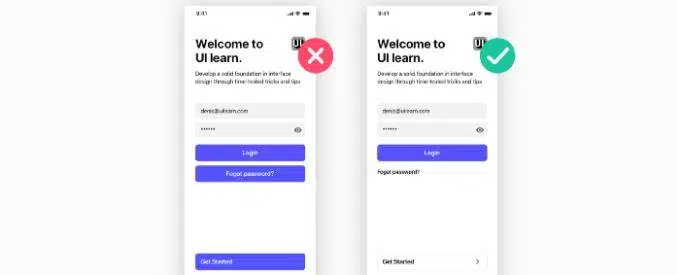 9:41
Welcome to
UI learn.
UI
Develop a solid foundation in interface
design through time-tested tricks and tips
denis@uilearn.com
••••••
Login
Fogot password?
Get Started
9:41
Welcome to
UI learn.
UI
Develop a solid foundation in interface
design through time-tested tricks and tips
denis@uilearn.com
••••••
Login
Fogot password?
Get Started